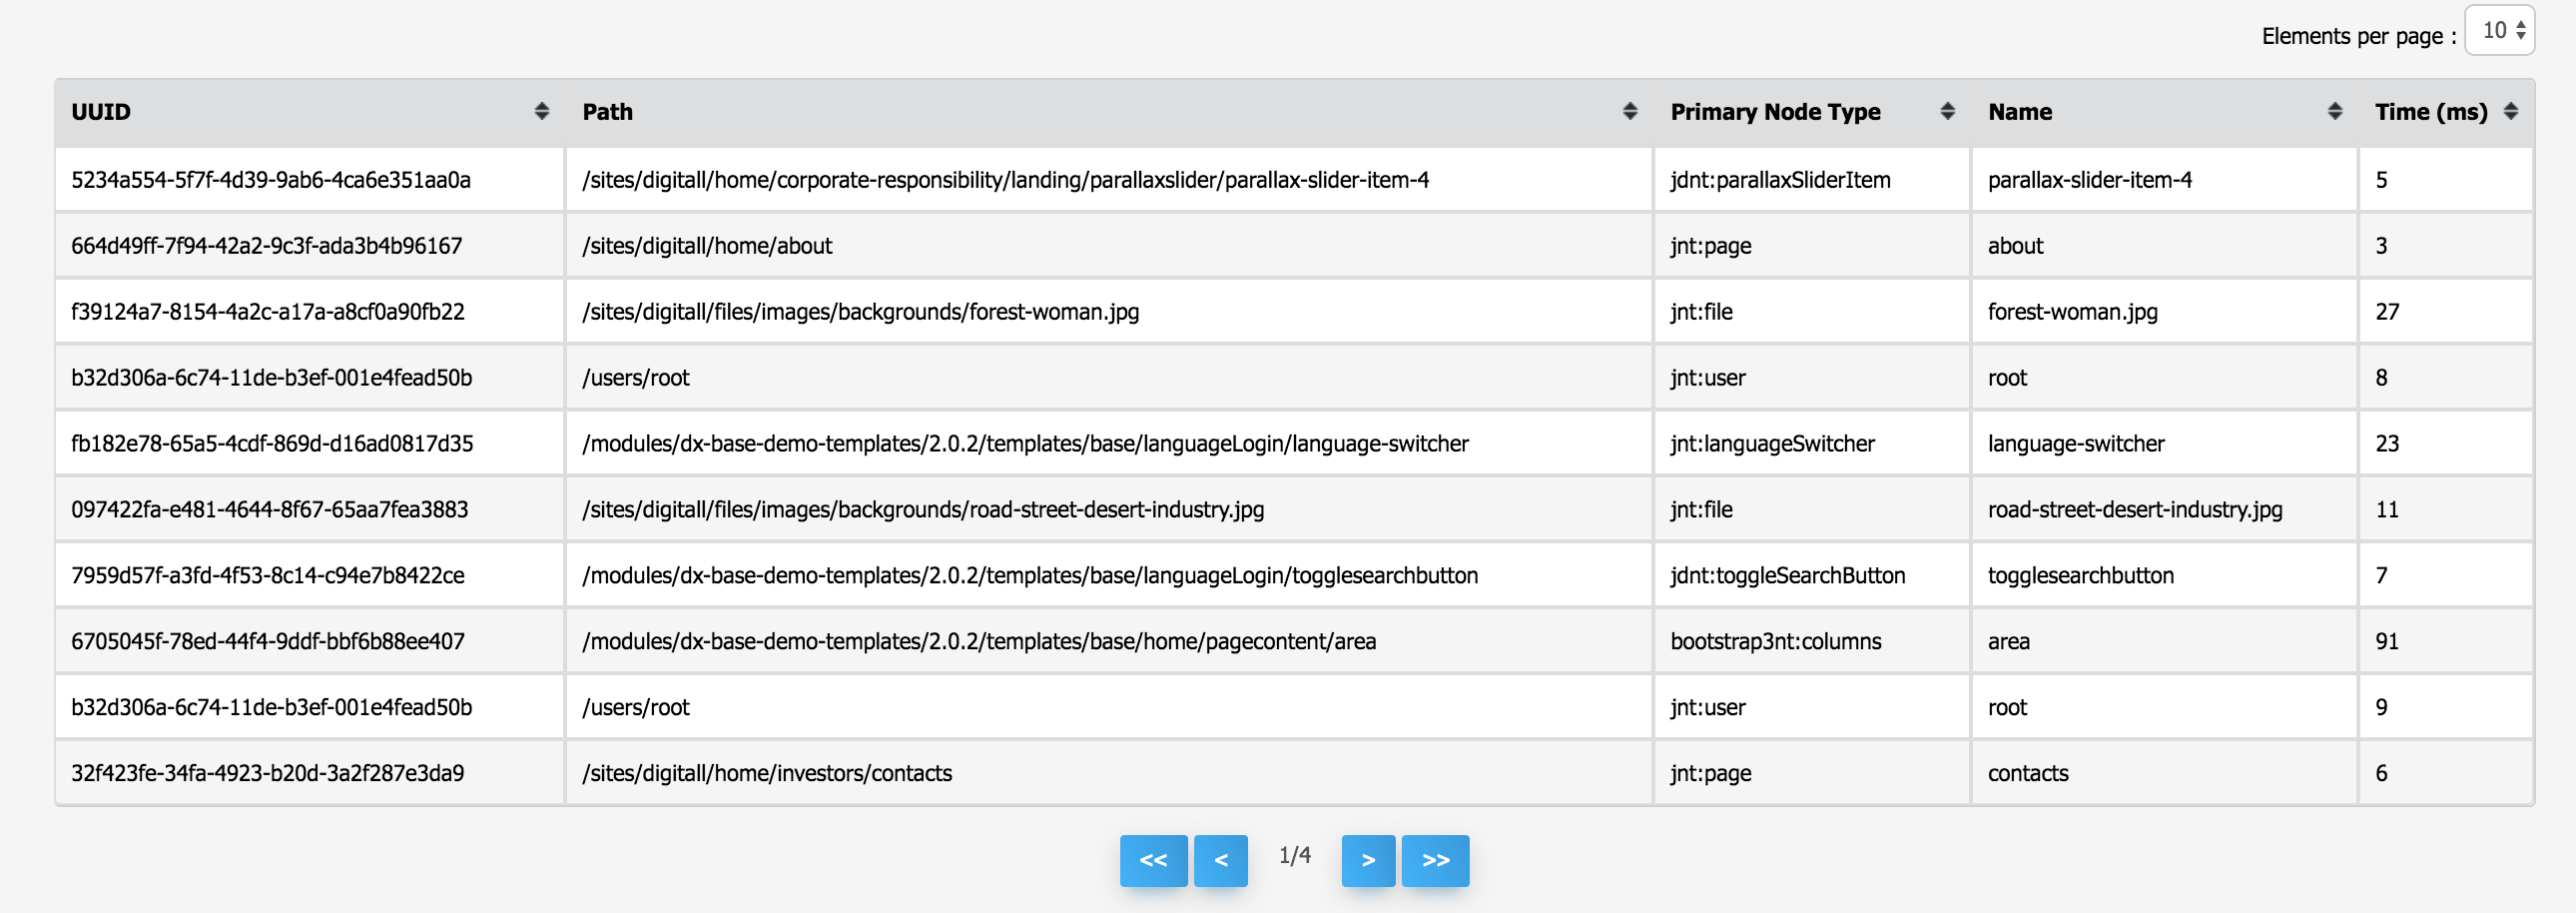 Elements per page : 10
UUID Path Primary Node Type Name Time (ms)
5234a554-5f7f-4d39-9ab6-4ca6e351aa0a /sites/digitall/home/corporate-responsibility/landing/parallaxslider/parallax-slider-item-4 jdnt:parallaxSliderItem parallax-slider-item-4 5
664d49ff-7f94-42a2-9c3f-ada3b4b96167 /sites/digitall/home/about jnt:page about 3
f39124a7-8154-4a2c-a17a-a8cf0a90fb22 /sites/digitall/files/images/backgrounds/forest-woman.jpg jnt:file forest-woman.jpg 27
b32d306a-6c74-11de-b3ef-001e4fead50b /users/root jnt:user root 8
fb182e78-65a5-4cdf-869d-d16ad0817d35 /modules/dx-base-demo-templates/2.0.2/templates/base/languageLogin/language-switcher jnt:languageSwitcher language-switcher 23
097422fa-e481-4644-8f67-65aa7fea3883 /sites/digitall/files/images/backgrounds/road-street-desert-industry.jpg jnt:file road-street-desert-industry.jpg 11
7959d57f-a3fd-4f53-8c14-c94e7b8422ce /modules/dx-base-demo-templates/2.0.2/templates/base/languageLogin/togglesearchbutton jdnt:toggleSearchButton togglesearchbutton 7
6705045f-78ed-44f4-9ddf-bbf6b88ee407 /modules/dx-base-demo-templates/2.0.2/templates/base/home/pagecontent/area bootstrap3nt:columns area 91
b32d306a-6c74-11de-b3ef-001e4fead50b /users/root jnt:user root 9
32f423fe-34fa-4923-b20d-3a2f287e3da9 /sites/digitall/home/investors/contacts jnt:page contacts 6
<< < 1/4 > >>